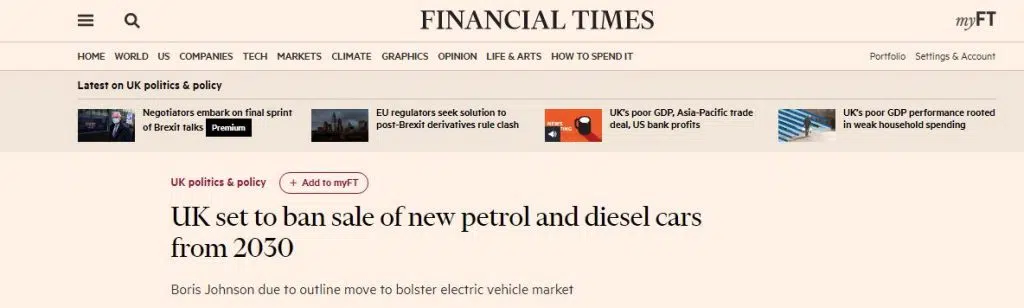 FINANCIAL TIMES
myFT
HOME WORLD US COMPANIES TECH MARKETS CLIMATE GRAPHICS OPINION LIFE & ARTS HOW TO SPEND IT
Portfolio Settings & Account
Latest on UK politics & policy
Negotiators embark on final sprint
of Brexit talks Premium
EU regulators seek solution to
post-Brexit derivatives rule clash
NEWS
UK's poor GDP, Asia-Pacific trade
deal, US bank profits
UK's poor GDP performance rooted
in weak household spending
UK politics & policy
+ Add to myFT
UK set to ban sale of new petrol and diesel cars
from 2030
Boris Johnson due to outline move to bolster electric vehicle market